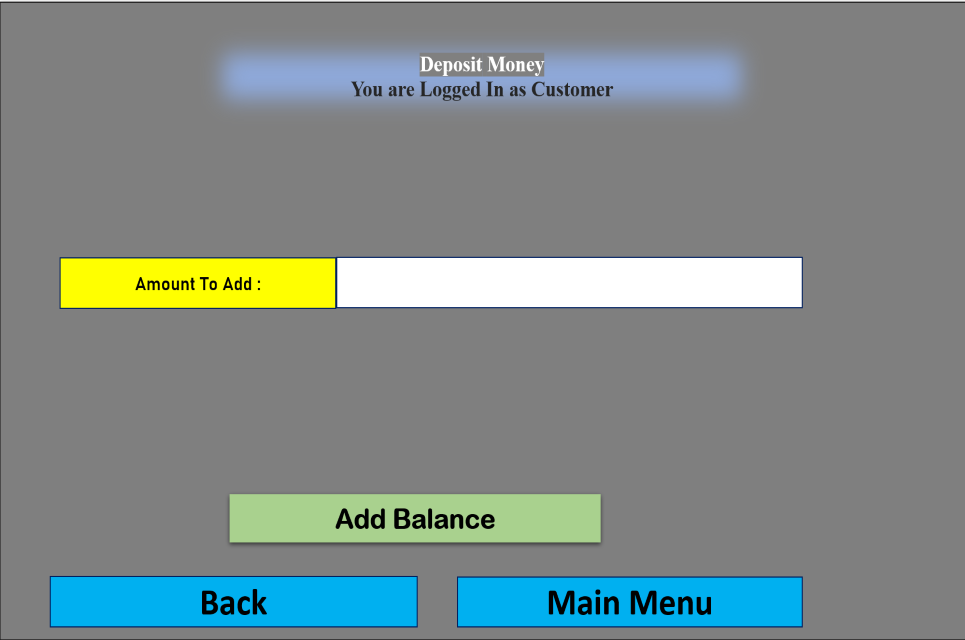 Deposit Money
You are Logged In as Customer
Amount To Add :
Add Balance
Back
Main Menu